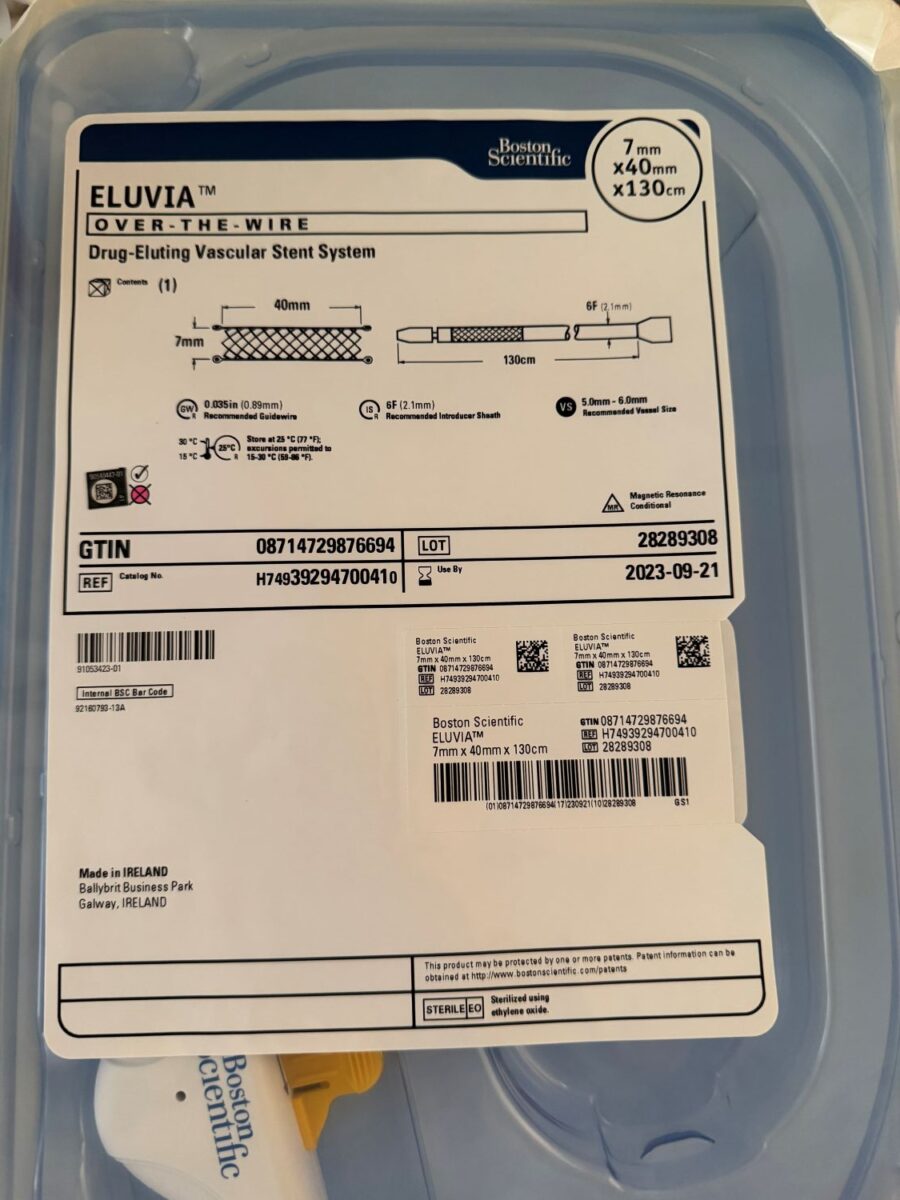 Boston
Scientific
7mm
x40mm
x130cm
ELUVIA™
OVER-THE-WIRE
Drug-Eluting Vascular Stent System
Contents (1)
40mm
7mm
6F (2.1mm)
130cm
GW R 0.035in (0.89mm)
Recommended Guidewire
IS R 6F (2.1mm)
Recommended Introducer Sheath
VS 5.0mm - 6.0mm
Recommended Vessel Size
30 °C
15 °C
25°C R
Store at 25 °C (77 °F);
excursions permitted to
15-30 °C (59-86 °F).
MR
Magnetic Resonance
Conditional
GTIN 08714729876694
LOT 28289308
REF Catalog No. H74939294700410
Use By 2023-09-21
91053423-01
Internal BSC Bar Code
92160793-13A
Boston Scientific
ELUVIA™
7mm x 40mm x 130cm
GTIN 08714729876694
REF H74939294700410
LOT 28289308
Boston Scientific
ELUVIA™
7mm x 40mm x 130cm
GTIN 08714729876694
REF H74939294700410
LOT 28289308
Boston Scientific
ELUVIA™
7mm x 40mm x 130cm
GTIN 08714729876694
REF H74939294700410
LOT 28289308
(01)08714729876694(17)230921(10)28289308 GS1
Made in IRELAND
Ballybrit Business Park
Galway, IRELAND
This product may be protected by one or more patents. Patent information can be
obtained at http://www.bostonscientific.com/patents
STERILE EO
Sterilized using
ethylene oxide.
Boston
Scientific